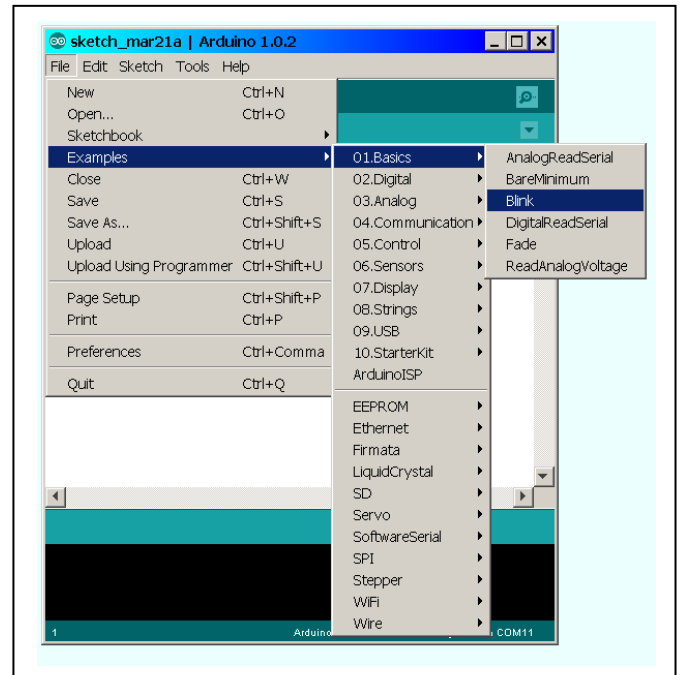 sketch_mar21a | Arduino 1.0.2
File Edit Sketch Tools Help
New Ctrl+N
Open... Ctrl+O
Sketchbook
Examples
Close Ctrl+W
Save Ctrl+S
Save As... Ctrl+Shift+S
Upload Ctrl+U
Upload Using Programmer Ctrl+Shift+U
Page Setup Ctrl+Shift+P
Print Ctrl+P
Preferences Ctrl+Comma
Quit Ctrl+Q
01.Basics
02.Digital
03.Analog
04.Communication
05.Control
06.Sensors
07.Display
08.Strings
09.USB
10.StarterKit
ArduinoISP
EEPROM
Ethernet
Firmata
LiquidCrystal
SD
Servo
SoftwareSerial
SPI
Stepper
WiFi
Wire
AnalogReadSerial
BareMinimum
Blink
DigitalReadSerial
Fade
ReadAnalogVoltage
1 Arduino COM11